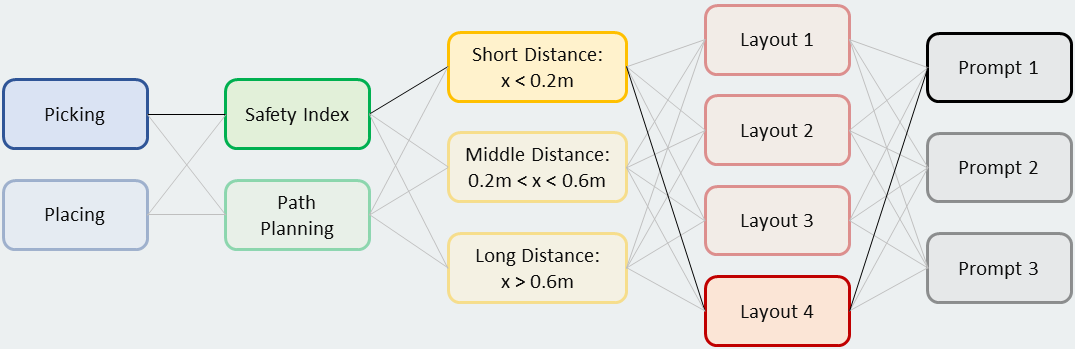 Picking
Placing
Safety Index
Path
Planning
Short Distance:
x < 0.2m
Middle Distance:
0.2m < x < 0.6m
Long Distance:
x > 0.6m
Layout 1
Layout 2
Layout 3
Layout 4
Prompt 1
Prompt 2
Prompt 3